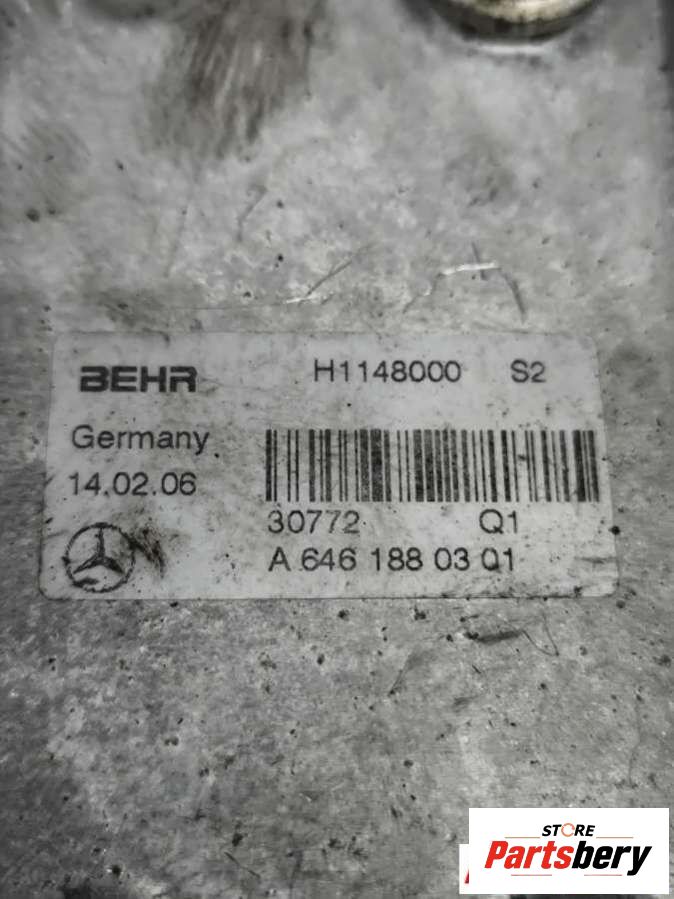 BEHR H1148000 S2
Germany
14.02.06
30772 Q1
A 646 188 03 01
STORE
Partsbery